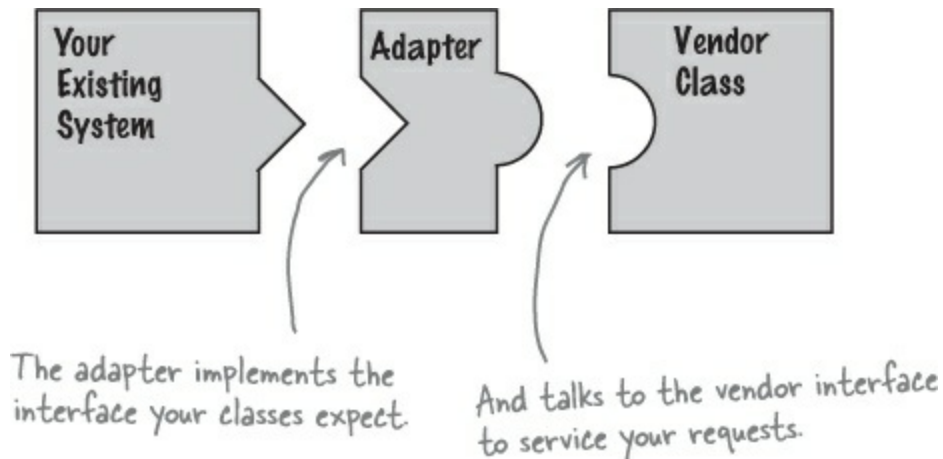 Your
Existing
System
Adapter
Vendor
Class
The adapter implements the
interface your classes expect.
And talks to the vendor interface
to service your requests.